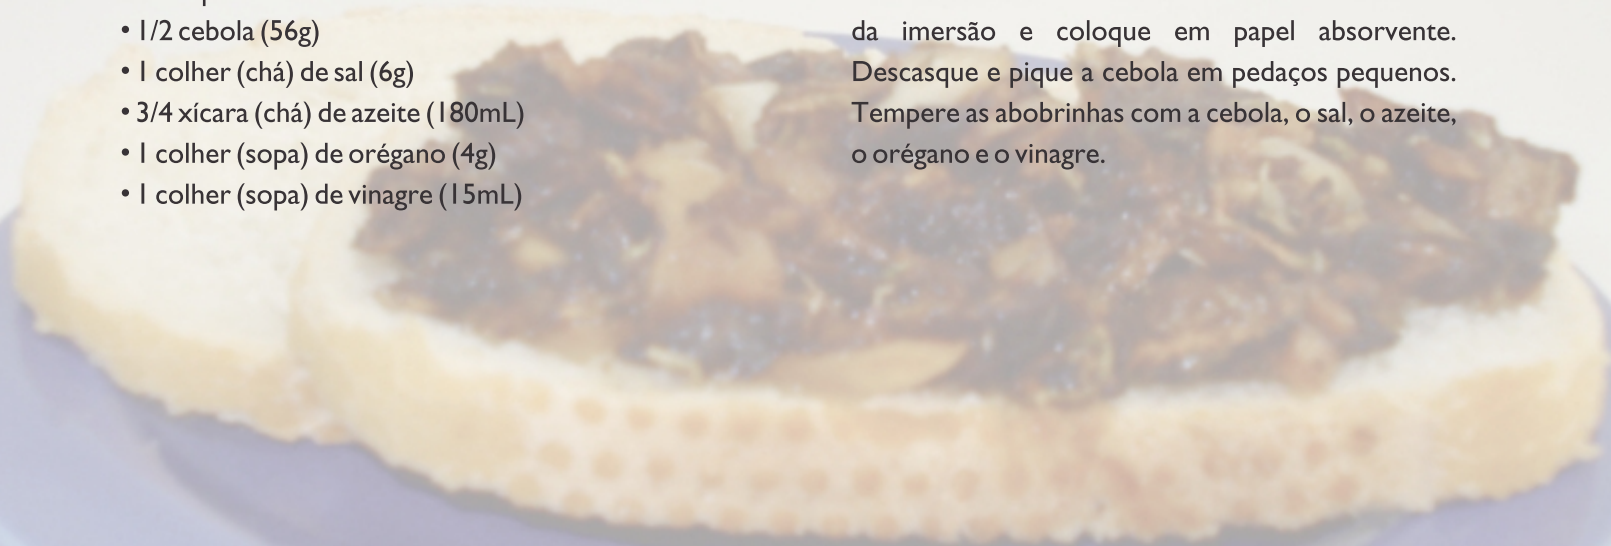 • 1/2 cebola (56g)
• 1 colher (chá) de sal (6g)
• 3/4 xícara (chá) de azeite (180mL)
• 1 colher (sopa) de orégano (4g)
• 1 colher (sopa) de vinagre (15mL)
da imersão e coloque em papel absorvente.
Descasque e pique a cebola em pedaços pequenos.
Tempere as abobrinhas com a cebola, o sal, o azeite,
o orégano e o vinagre.